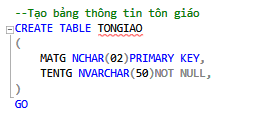 --Tạo bảng thông tin tôn giáo
CREATE TABLE TONGIAO
(
MATG NCHAR(02)PRIMARY KEY,
TENTG NVARCHAR(50)NOT NULL,
)
GO